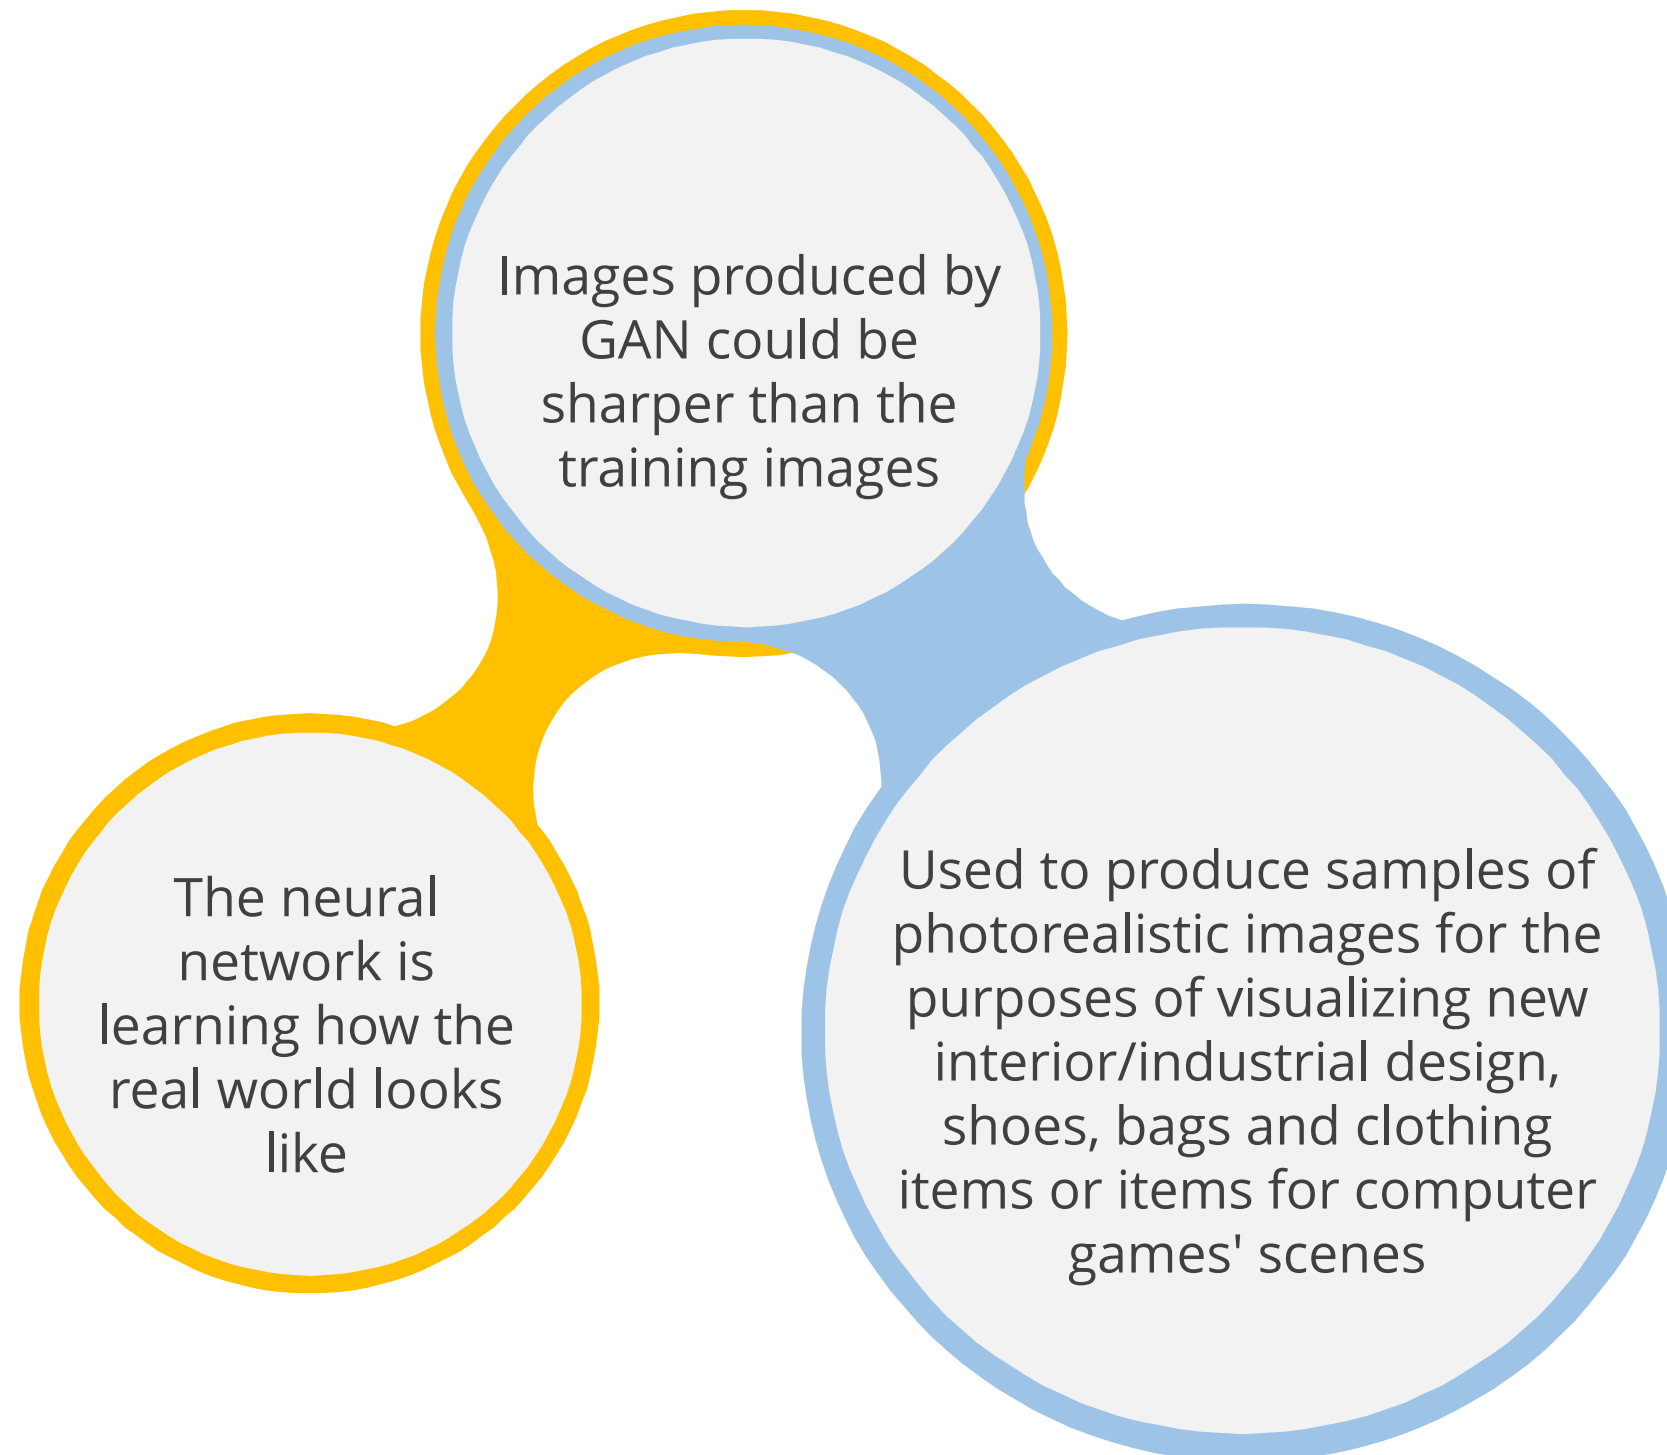 Images produced by
GAN could be
sharper than the
training images
The neural
network is
learning how the
real world looks
like
Used to produce samples of
photorealistic images for the
purposes of visualizing new
interior/industrial design,
shoes, bags and clothing
items or items for computer
games' scenes